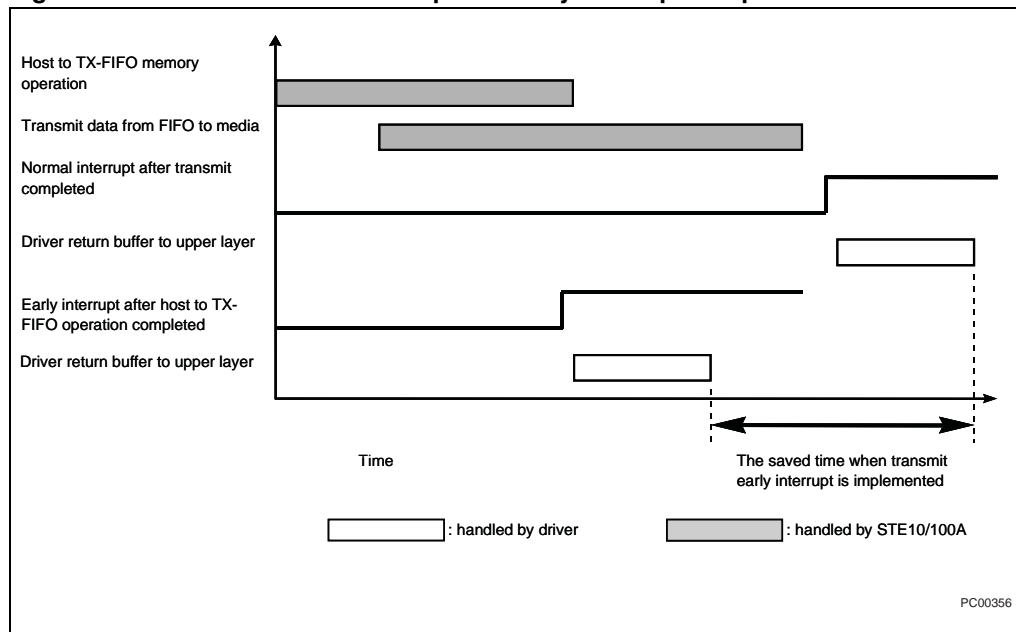 Host to TX-FIFO memory
operation
Transmit data from FIFO to media
Normal interrupt after transmit
completed
Driver return buffer to upper layer
Early interrupt after host to TX-
FIFO operation completed
Driver return buffer to upper layer
Time
The saved time when transmit
early interrupt is implemented
: handled by driver
: handled by STE10/100A
PC00356